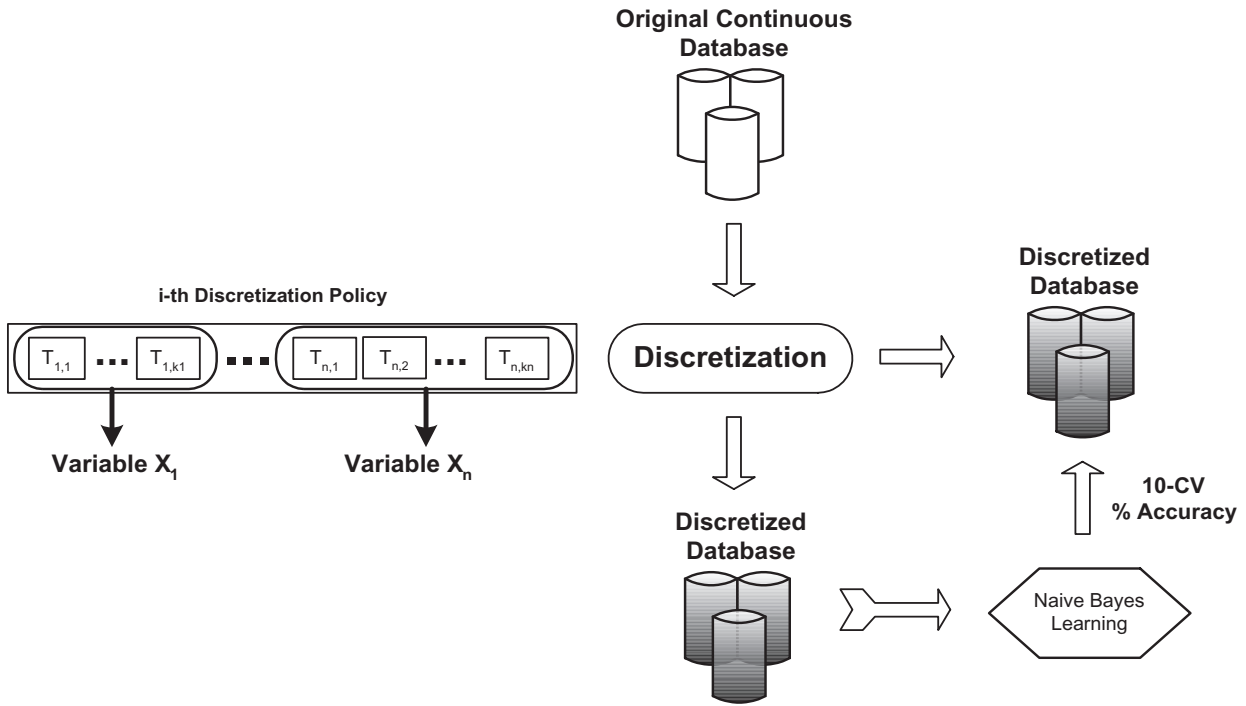 Original Continuous
Database
i-th Discretization Policy
T1,1 ... T1,k1 ... Tn,1 Tn,2 ... Tn,kn
Variable X1
Variable Xn
Discretization
Discretized
Database
Discretized
Database
10-CV
% Accuracy
Naive Bayes
Learning